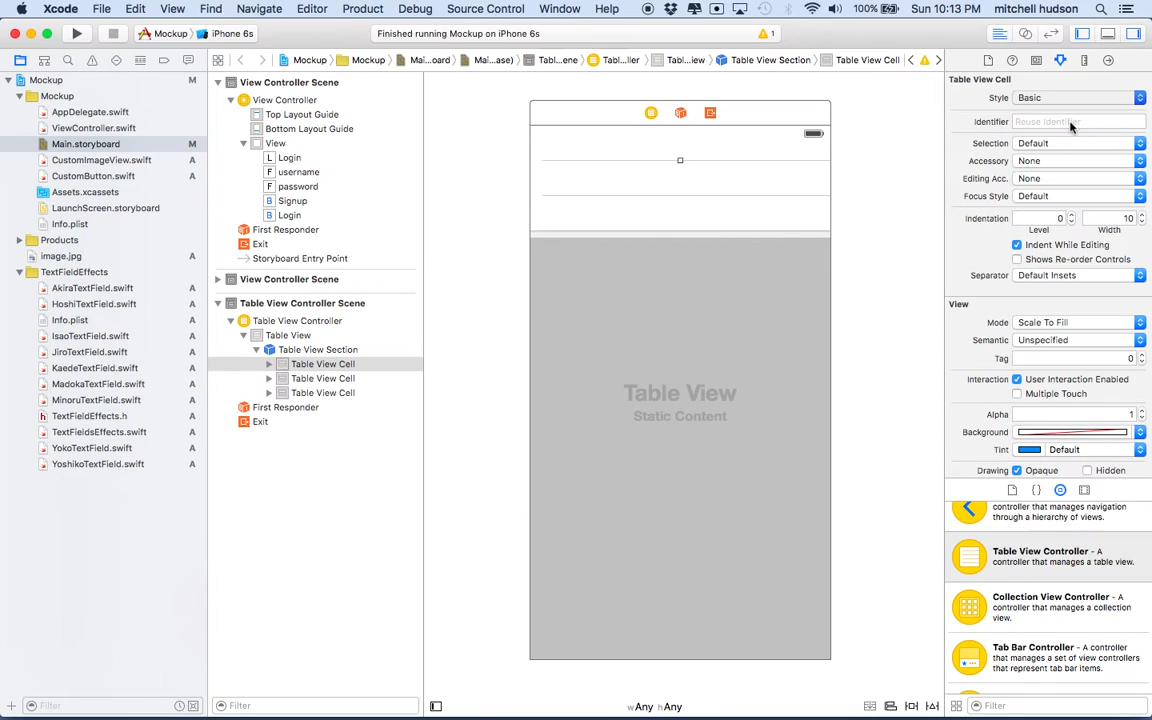 Xcode File Edit View Find Navigate Editor Product Debug Source Control Window Help 100% Sun 10:13 PM mitchell hudson
Mockup iPhone 6s Finished running Mockup on iPhone 6s 1
Mockup Mockup Mai...oard Mai...ase) Tabl...ene Tabl...ller Tabl...iew Table View Section Table View Cell
Mockup
Mockup
AppDelegate.swift
ViewController.swift
Main.storyboard M
CustomImageView.swift A
CustomButton.swift A
Assets.xcassets
LaunchScreen.storyboard
Info.plist
Products
image.jpg A
TextFieldEffects
AkiraTextField.swift A
HoshiTextField.swift A
Info.plist A
IsaoTextField.swift A
JiroTextField.swift A
KaedeTextField.swift A
MadokaTextField.swift A
MinoruTextField.swift A
TextFieldEffects.h A
TextFieldsEffects.swift A
YokoTextField.swift A
YoshikoTextField.swift A
Filter
View Controller Scene
View Controller
Top Layout Guide
Bottom Layout Guide
View
L Login
F username
F password
B Signup
B Login
First Responder
Exit
Storyboard Entry Point
View Controller Scene
Table View Controller Scene
Table View Controller
Table View
Table View Section
Table View Cell
Table View Cell
Table View Cell
First Responder
Exit
Filter
Table View
Static Content
wAny hAny
Table View Cell
Style Basic
Identifier Reuse Identifier
Selection Default
Accessory None
Editing Acc. None
Focus Style Default
Indentation 0 10
Level Width
Indent While Editing
Shows Re-order Controls
Separator Default Insets
View
Mode Scale To Fill
Semantic Unspecified
Tag 0
Interaction User Interaction Enabled
Multiple Touch
Alpha 1
Background
Tint Default
Drawing Opaque Hidden
controller that manages navigation
through a hierarchy of views.
Table View Controller - A
controller that manages a table view.
Collection View Controller - A
controller that manages a collection
view.
Tab Bar Controller - A controller
that manages a set of view controllers
that represent tab bar items.
Filter